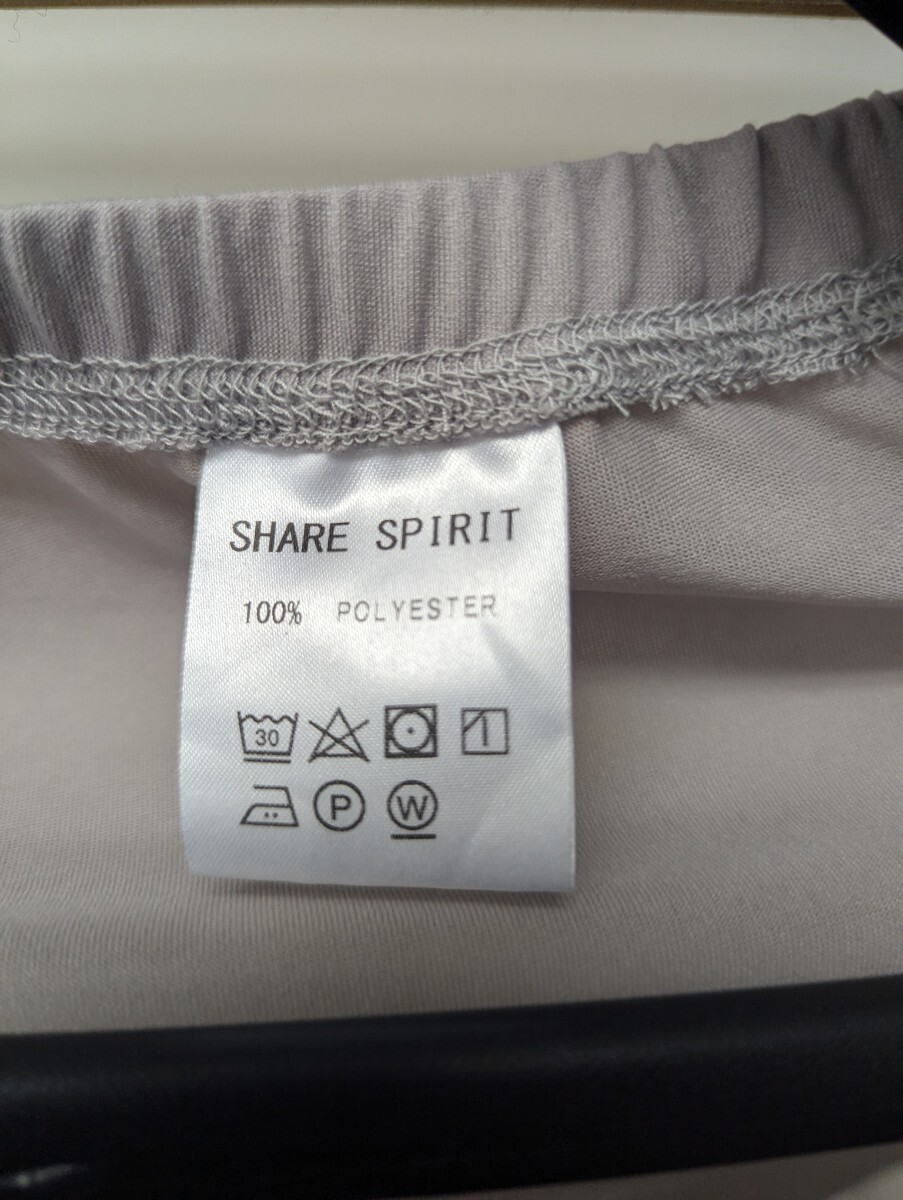 SHARE SPIRIT
100% POLYESTER
30
P W